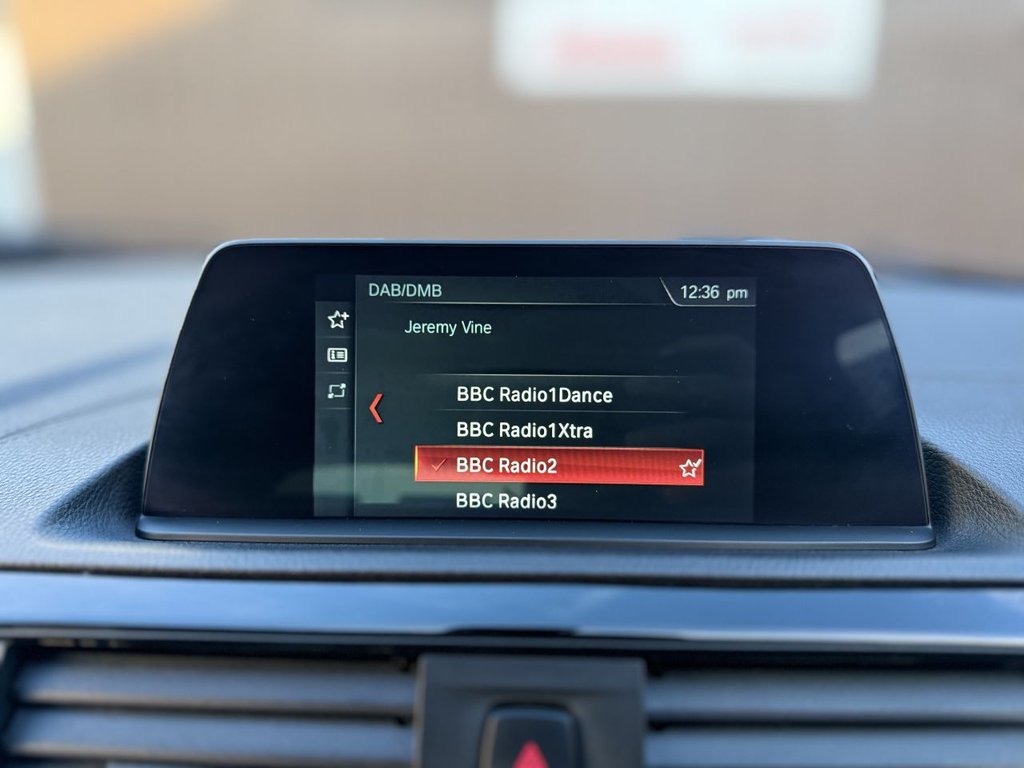 DAB/DMB
12:36 pm
Jeremy Vine
BBC Radio1Dance
BBC Radio1Xtra
BBC Radio2
BBC Radio3